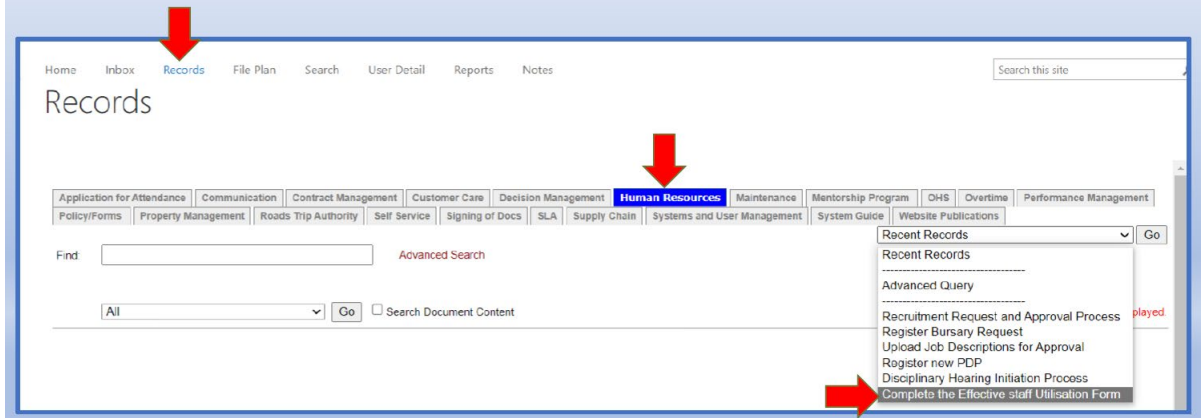 Home Inbox Records File Plan Search User Detail Reports Notes Search this site
Records
Application for Attendance Communication Contract Management Customer Care Decision Management Human Resources Maintenance Mentorship Program OHS Overtime Performance Management
Policy/Forms Property Management Roads Trip Authority Self Service Signing of Docs SLA Supply Chain Systems and User Management System Guide Website Publications
Recent Records Go
Find: Advanced Search
Recent Records
----------------------------------
Advanced Query
----------------------------------
All Go Search Document Content
Recruitment Request and Approval Process played.
Register Bursary Request
Upload Job Descriptions for Approval
Register new PDP
Disciplinary Hearing Initiation Process
Complete the Effective staff Utilisation Form